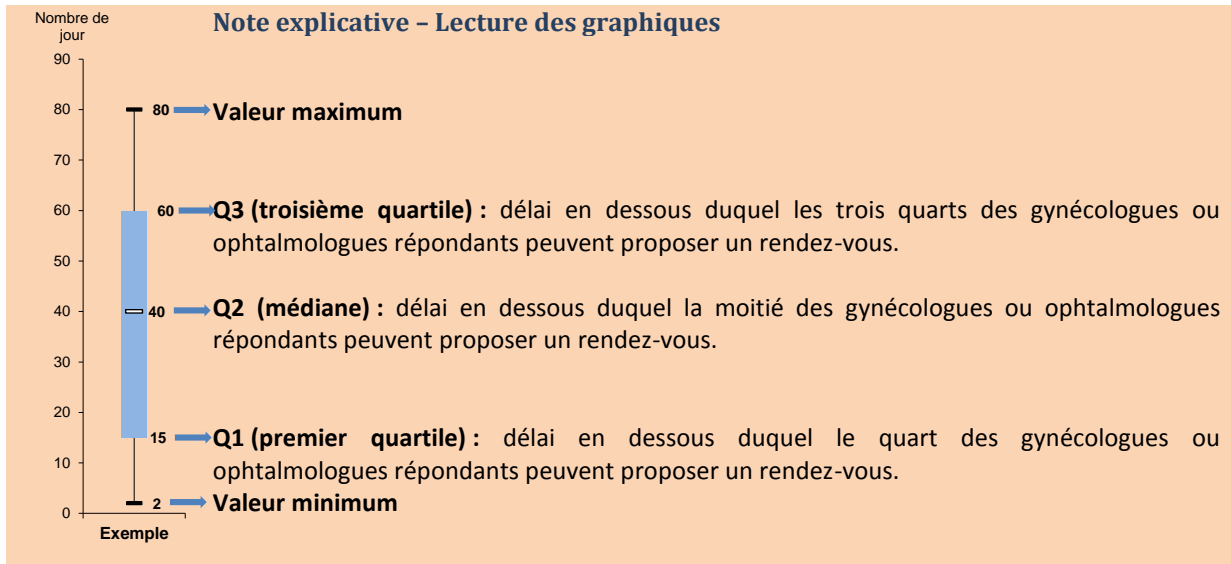 Nombre de
jour
Note explicative – Lecture des graphiques
90
80
80 Valeur maximum
70
60
60 Q3 (troisième quartile) : délai en dessous duquel les trois quarts des gynécologues ou
ophtalmologues répondants peuvent proposer un rendez-vous.
50
40
40 Q2 (médiane) : délai en dessous duquel la moitié des gynécologues ou ophtalmologues
répondants peuvent proposer un rendez-vous.
30
20
15 Q1 (premier quartile) : délai en dessous duquel le quart des gynécologues ou
ophtalmologues répondants peuvent proposer un rendez-vous.
10
2 Valeur minimum
0
Exemple